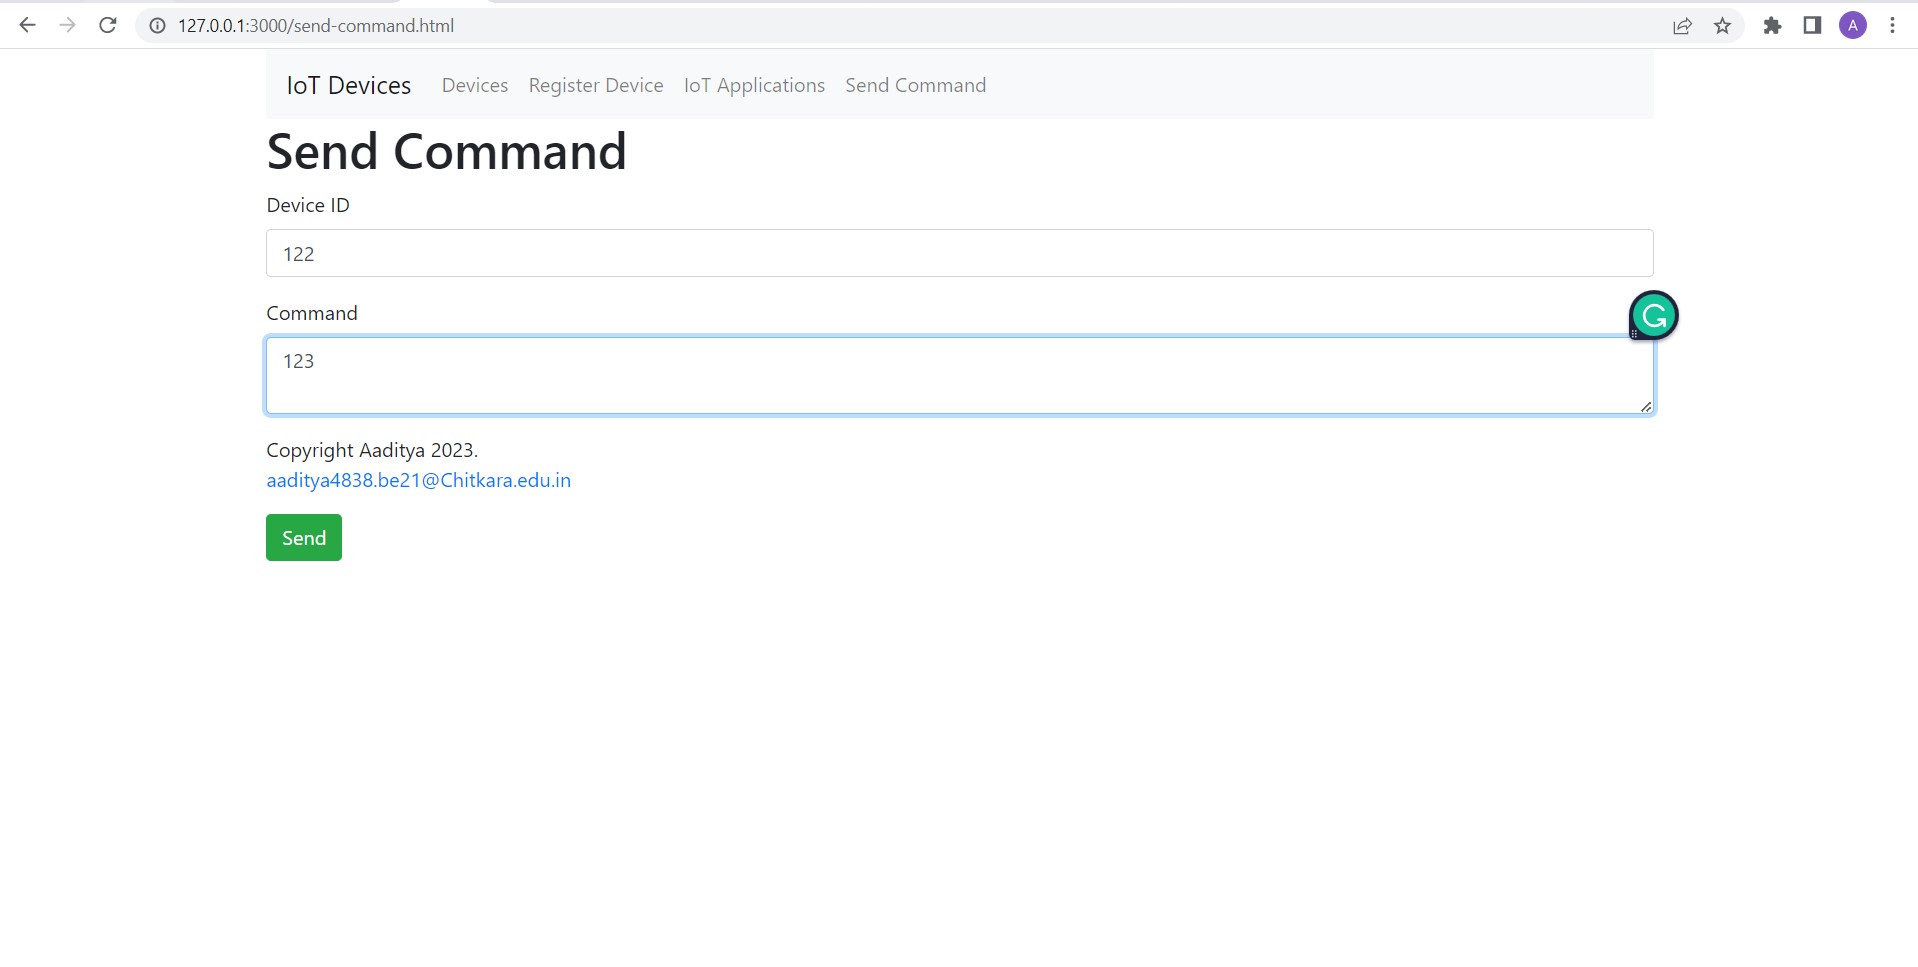 127.0.0.1:3000/send-command.html
A
IoT Devices Devices Register Device IoT Applications Send Command
Send Command
Device ID
122
Command
G
123
Copyright Aaditya 2023.
aaditya4838.be21@Chitkara.edu.in
Send